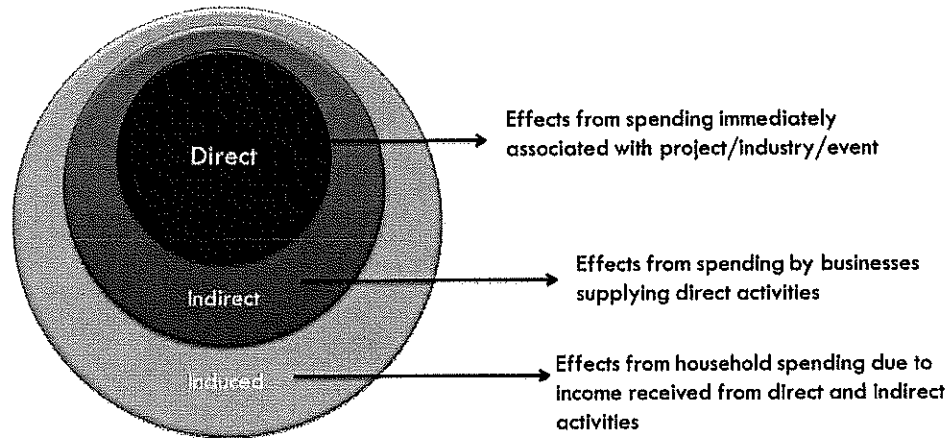 Direct
Effects from spending immediately
associated with project/industry/event
Indirect
Effects from spending by businesses
supplying direct activities
Induced
Effects from household spending due to
income received from direct and indirect
activities